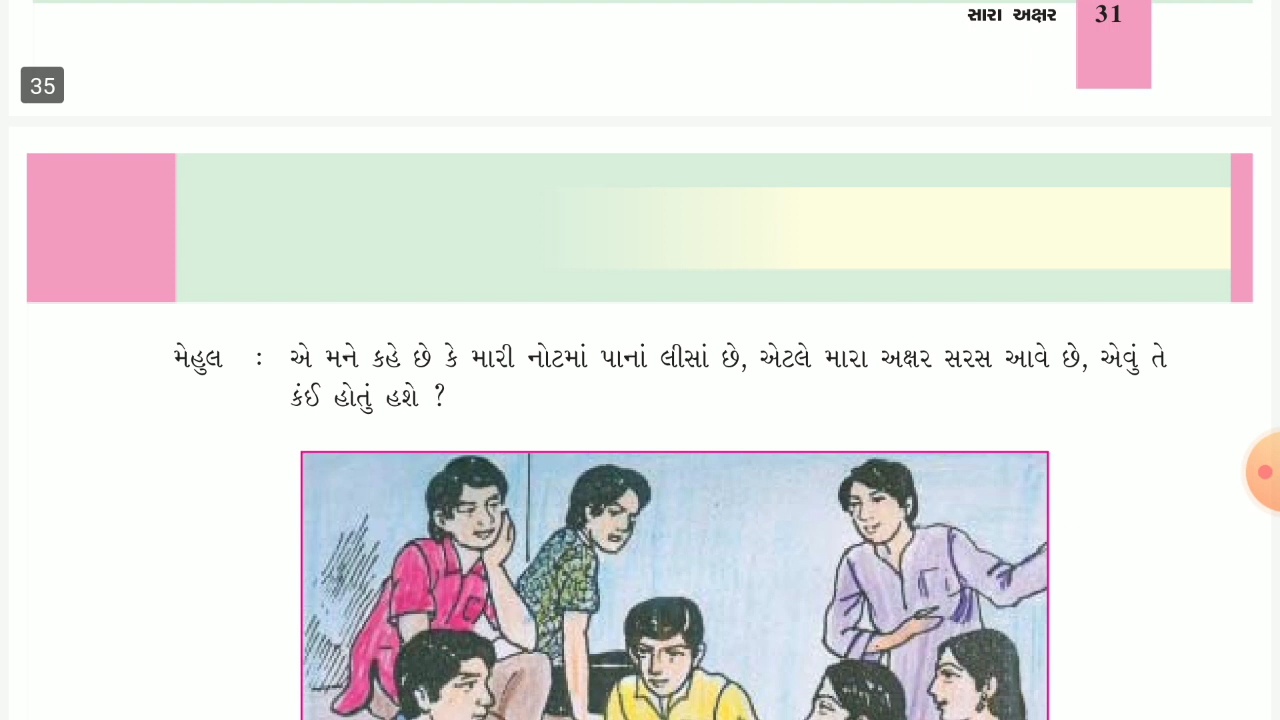 સારા અક્ષર 31
35
મેહુલ : એ મને કહે છે કે મારી નોટમાં પાનાં લીસાં છે, એટલે મારા અક્ષર સરસ આવે છે, એવું તે
કંઈ હોતું હશે ?